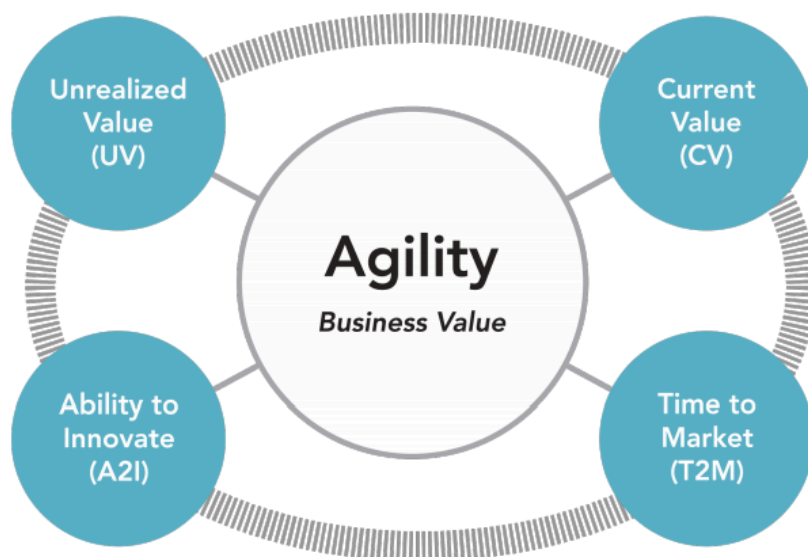 Unrealized
Value
(UV)
Current
Value
(CV)
Agility
Business Value
Ability to
Innovate
(A2I)
Time to
Market
(T2M)